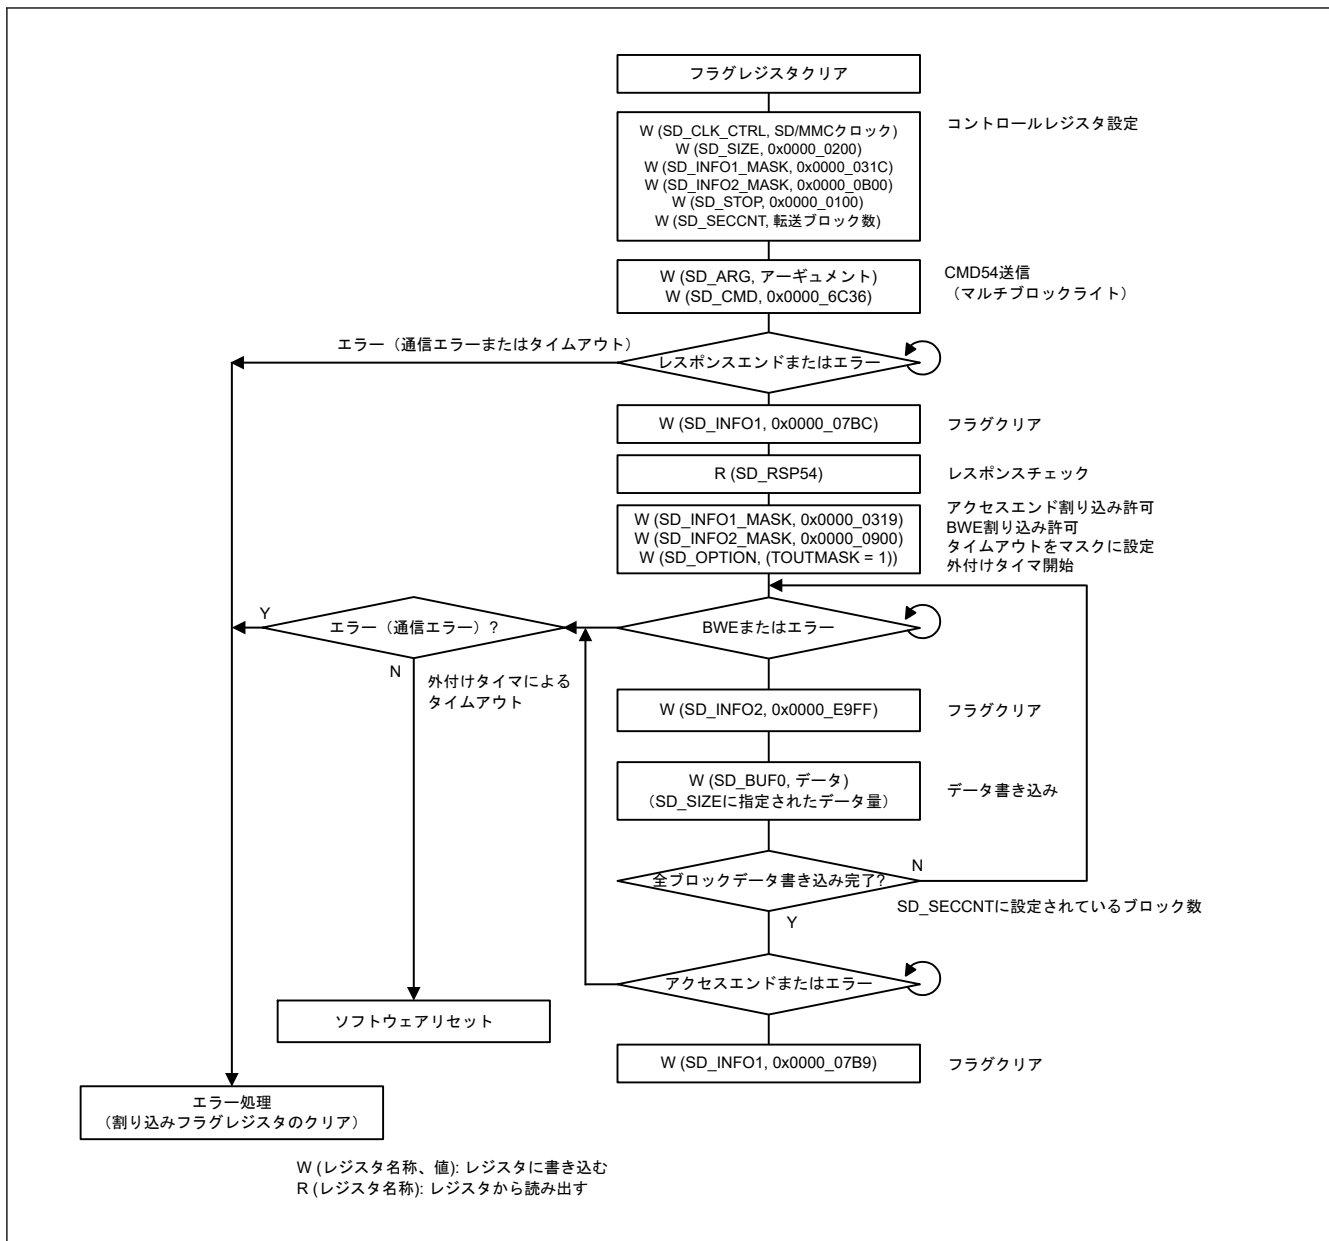 フラグレジスタクリア
W (SD_CLK_CTRL, SD/MMCクロック)
W (SD_SIZE, 0x0000_0200)
W (SD_INFO1_MASK, 0x0000_031C)
W (SD_INFO2_MASK, 0x0000_0B00)
W (SD_STOP, 0x0000_0100)
W (SD_SECCNT, 転送ブロック数)
コントロールレジスタ設定
W (SD_ARG, アーギュメント)
W (SD_CMD, 0x0000_6C36)
CMD54送信
（マルチブロックライト）
エラー（通信エラーまたはタイムアウト）
レスポンスエンドまたはエラー
W (SD_INFO1, 0x0000_07BC)
フラグクリア
R (SD_RSP54)
レスポンスチェック
W (SD_INFO1_MASK, 0x0000_0319)
W (SD_INFO2_MASK, 0x0000_0900)
W (SD_OPTION, (TOUTMASK = 1))
アクセスエンド割り込み許可
BWE割り込み許可
タイムアウトをマスクに設定
外付けタイマ開始
Y
エラー（通信エラー）?
BWEまたはエラー
N
外付けタイマによる
タイムアウト
W (SD_INFO2, 0x0000_E9FF)
フラグクリア
W (SD_BUF0, データ)
（SD_SIZEに指定されたデータ量）
データ書き込み
全ブロックデータ書き込み完了?
N
SD_SECCNTに設定されているブロック数
Y
アクセスエンドまたはエラー
ソフトウェアリセット
W (SD_INFO1, 0x0000_07B9)
フラグクリア
エラー処理
（割り込みフラグレジスタのクリア）
W (レジスタ名称、値): レジスタに書き込む
R (レジスタ名称): レジスタから読み出す